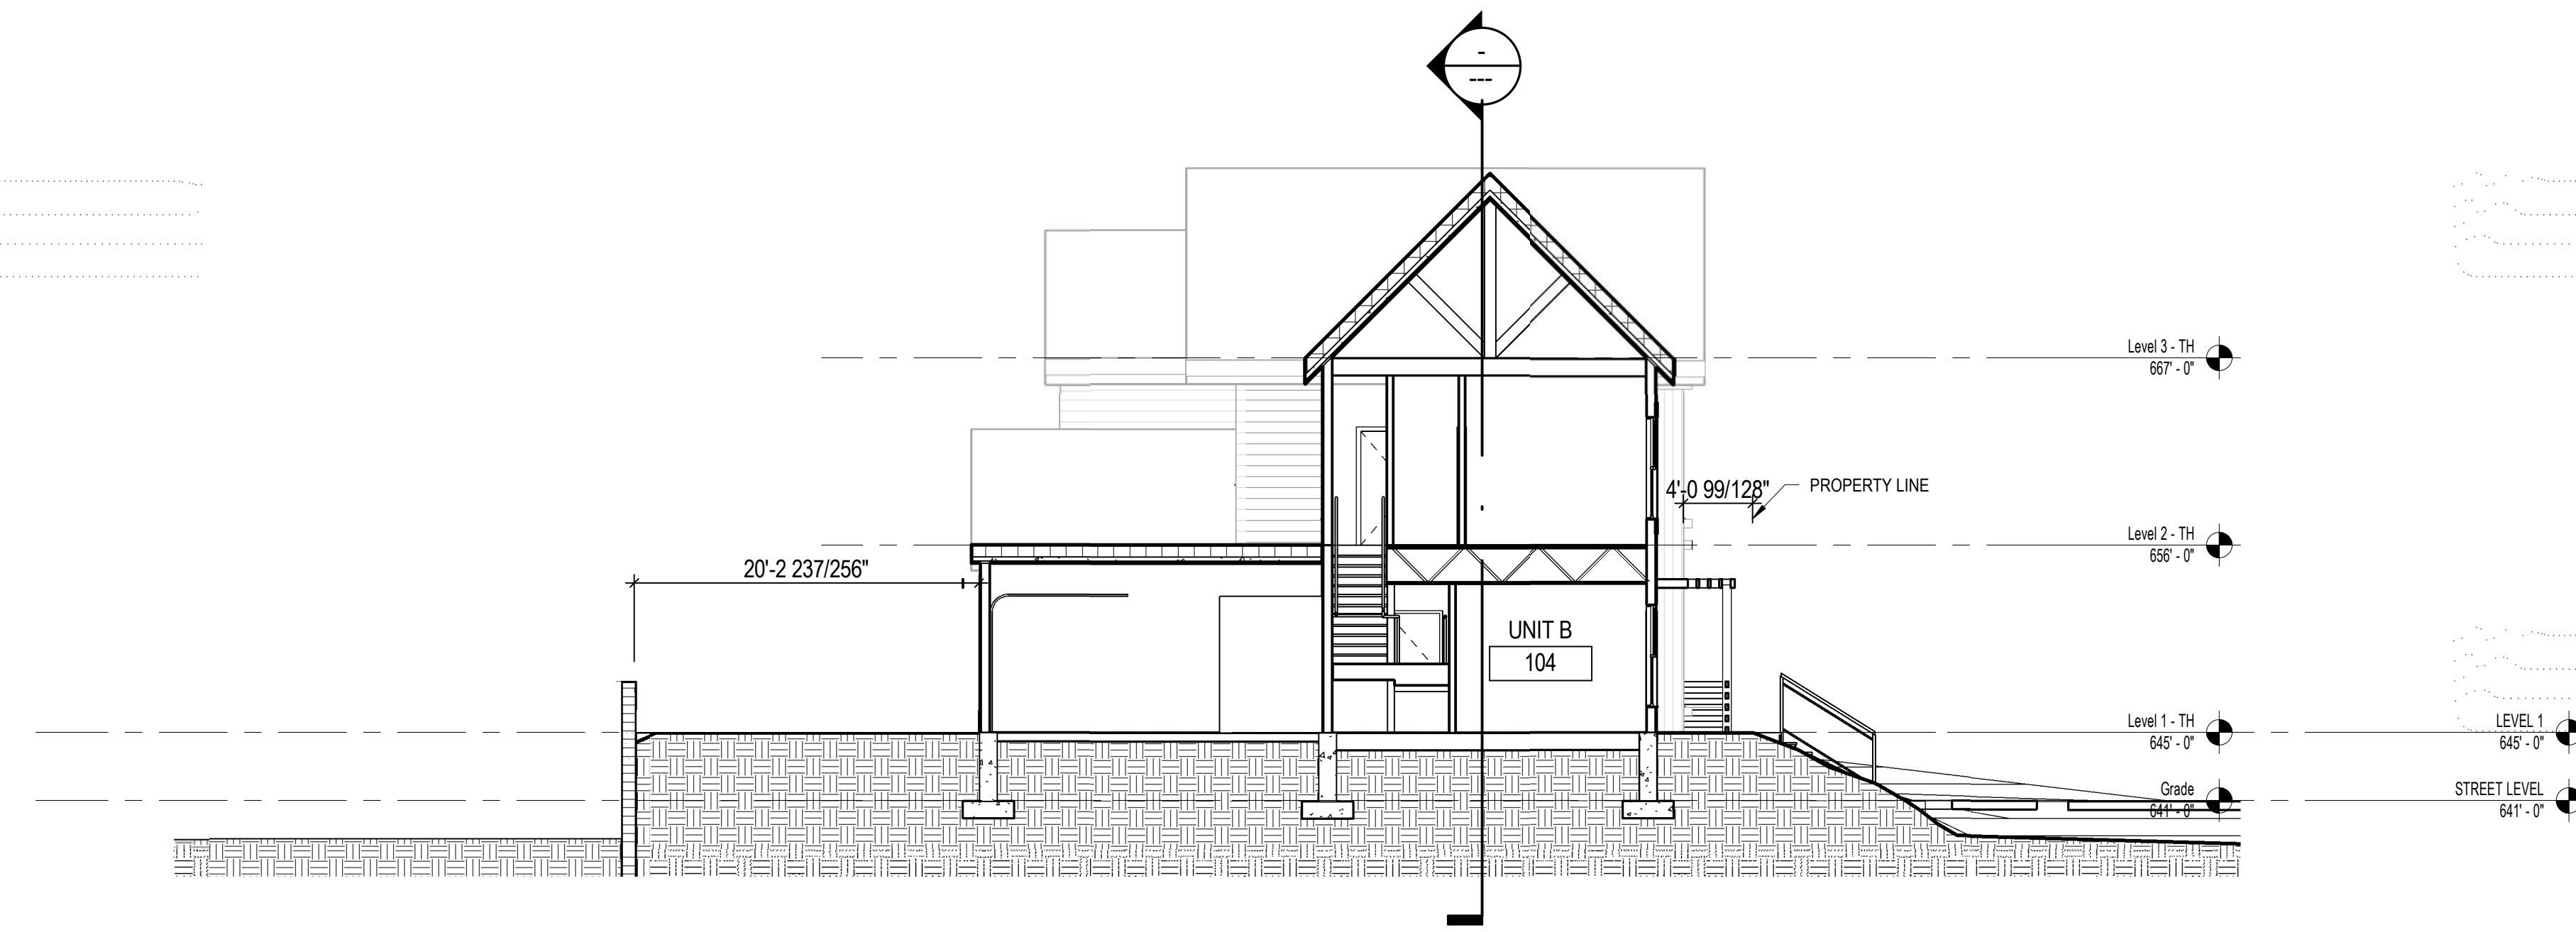 -
---
Level 3 - TH
667' - 0"
4'-0 99/128"
PROPERTY LINE
Level 2 - TH
656' - 0"
20'-2 237/256"
UNIT B
104
Level 1 - TH
645' - 0"
LEVEL 1
645' - 0"
Grade
641' - 0"
STREET LEVEL
641' - 0"